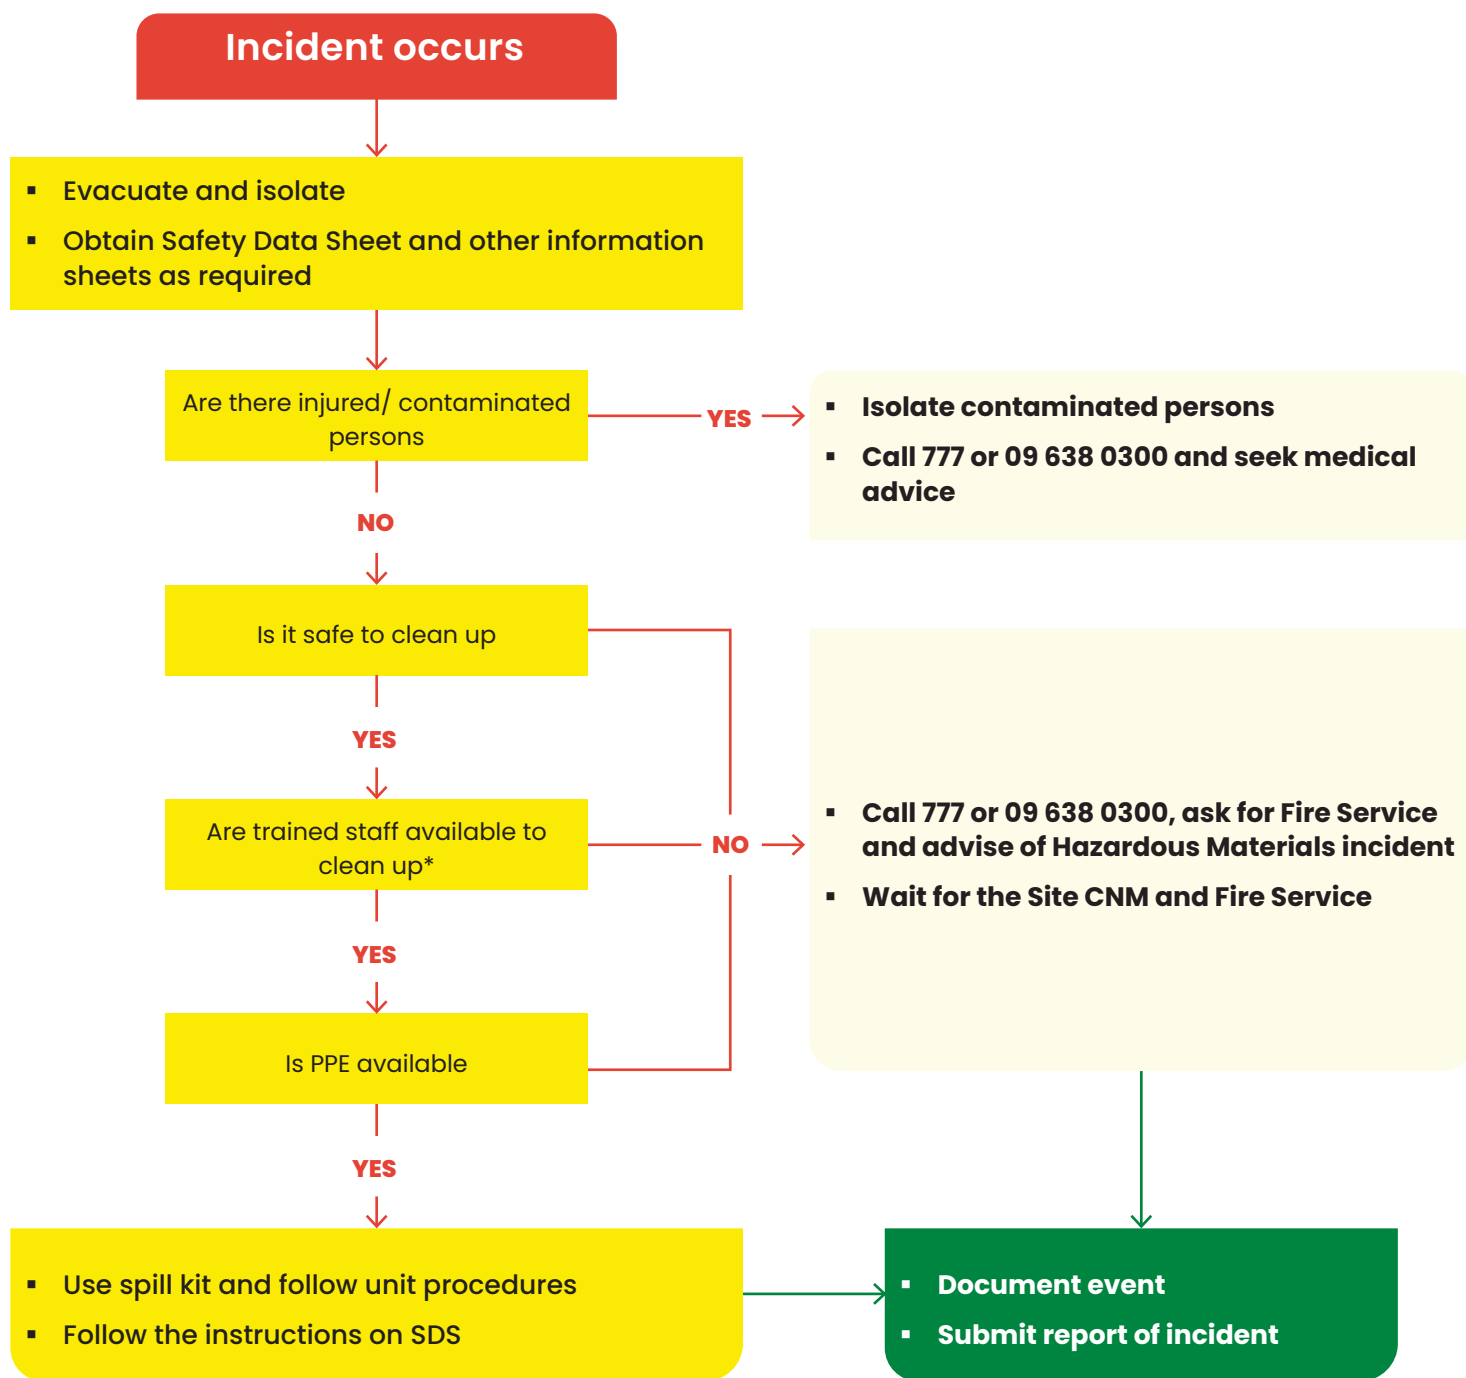 Incident occurs
▪ Evacuate and isolate
▪ Obtain Safety Data Sheet and other information
sheets as required
Are there injured/ contaminated
persons
YES
▪ Isolate contaminated persons
▪ Call 777 or 09 638 0300 and seek medical
advice
NO
Is it safe to clean up
YES
Are trained staff available to
clean up*
NO
▪ Call 777 or 09 638 0300, ask for Fire Service
and advise of Hazardous Materials incident
▪ Wait for the Site CNM and Fire Service
YES
Is PPE available
YES
▪ Use spill kit and follow unit procedures
▪ Follow the instructions on SDS
▪ Document event
▪ Submit report of incident